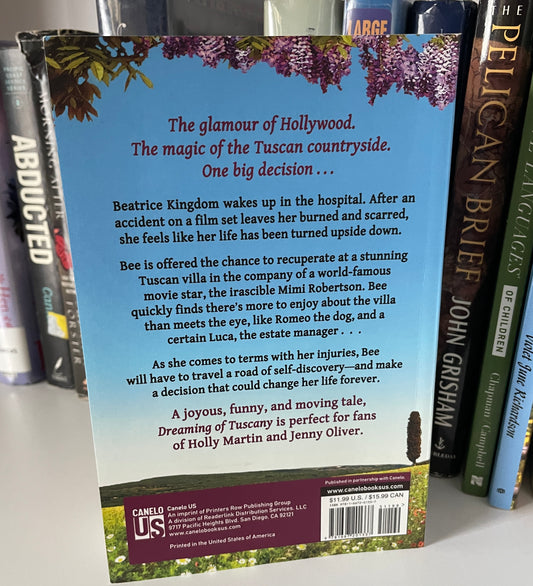 The glamour of Hollywood.
The magic of the Tuscan countryside.
One big decision . . .
Beatrice Kingdom wakes up in the hospital. After an
accident on a film set leaves her burned and scarred,
she feels like her life has been turned upside down.
Bee is offered the chance to recuperate at a stunning
Tuscan villa in the company of a world-famous
movie star, the irascible Mimi Robertson. Bee
quickly finds there's more to enjoy about the villa
than meets the eye, like Romeo the dog, and a
certain Luca, the estate manager . . .
As she comes to terms with her injuries, Bee
will have to travel a road of self-discovery—and make
a decision that could change her life forever.
A joyous, funny, and moving tale,
Dreaming of Tuscany is perfect for fans
of Holly Martin and Jenny Oliver.
CANELO
US
Canelo US
An imprint of Printers Row Publishing Group
A division of Readerlink Distribution Services, LLC
9717 Pacific Heights Blvd, San Diego, CA 92121
www.canelobooksus.com
Printed in the United States of America
Published in partnership with Canelo.
www.canelobooksus.com
$11.99 U.S. / $15.99 CAN
51199
ABDUCTED
LARGE
THE
PELICAN BRIEF
JOHN GRISHAM
LANGUAGES
OF CHILDREN
Chapman
Campbell
Violet June Richardson